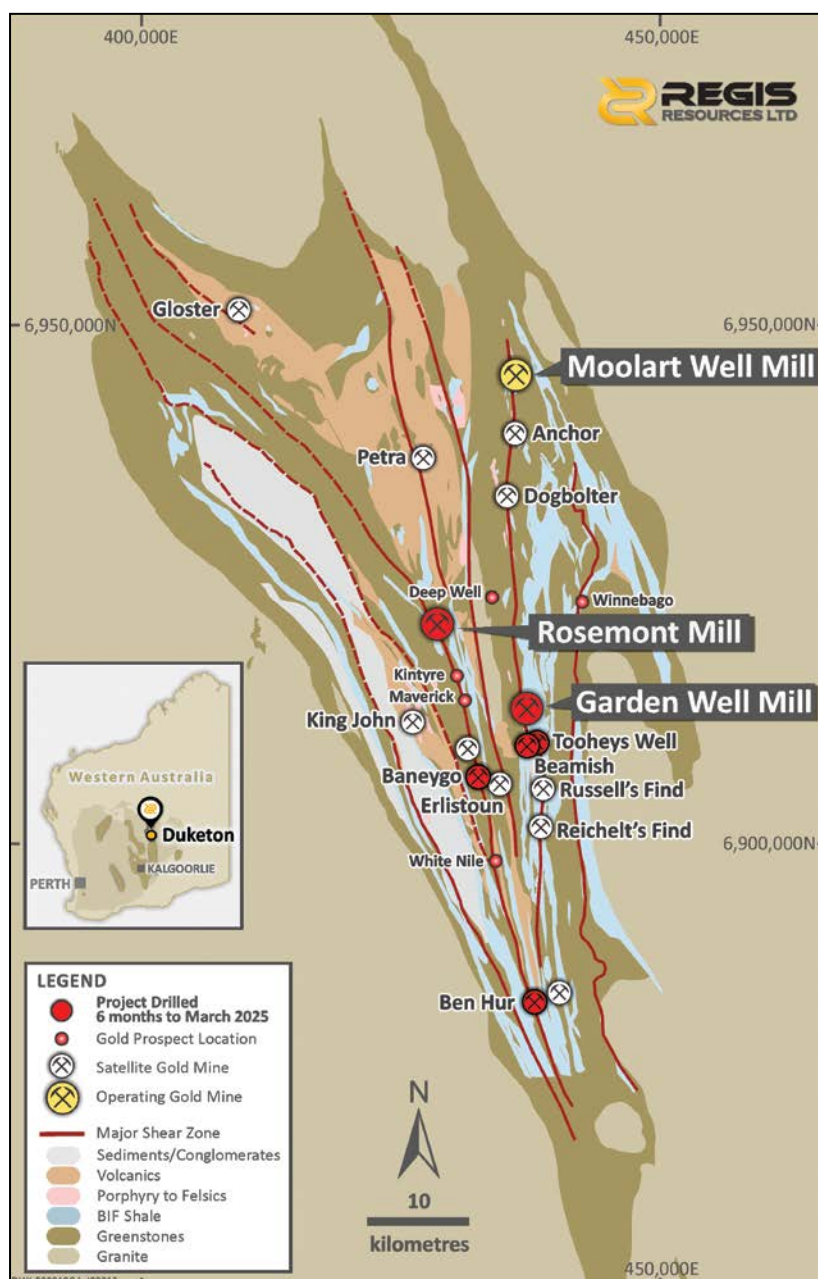 400,000E
450,000E
REGIS
RESOURCES LTD
Gloster
6,950,000N
6,950,000N
Moolart Well Mill
Anchor
Petra
Dogbolter
Deep Well
Winnebago
Rosemont Mill
Kintyre
Maverick
Garden Well Mill
King John
Tooheys Well
Beamish
Baneygo
Erlistoun
Russell's Find
Reichelt's Find
6,900,000N
White Nile
Ben Hur
Western Australia
Duketon
KALGOORLIE
PERTH
LEGEND
Project Drilled
6 months to March 2025
Gold Prospect Location
Satellite Gold Mine
Operating Gold Mine
Major Shear Zone
Sediments/Conglomerates
Volcanics
Porphyry to Felsics
BIF Shale
Greenstones
Granite
N
10
kilometres
450,000E